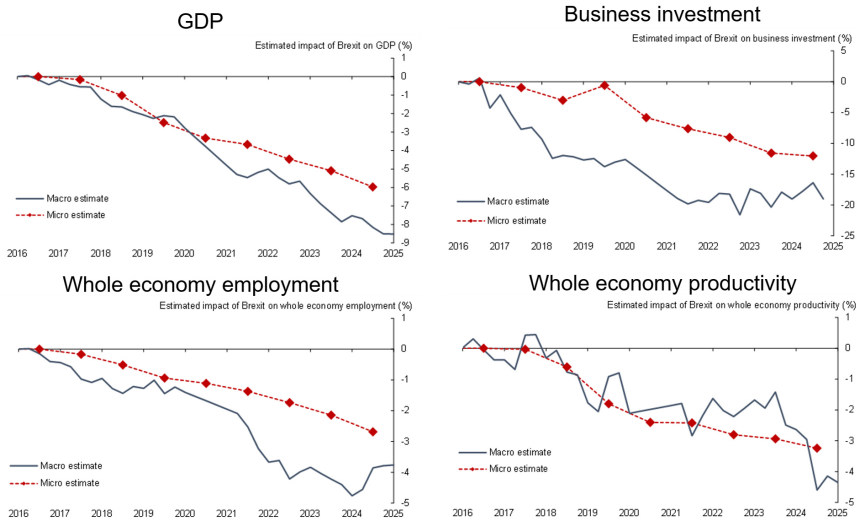 GDP
Estimated impact of Brexit on GDP (%)
1
0
-1
-2
-3
-4
-5
-6
-7
-8
-9
Macro estimate
Micro estimate
2016 2017 2018 2019 2020 2021 2022 2023 2024 2025
Business investment
Estimated impact of Brexit on business investment (%)
5
0
-5
-10
-15
-20
-25
Macro estimate
Micro estimate
2016 2017 2018 2019 2020 2021 2022 2023 2024 2025
Whole economy employment
Estimated impact of Brexit on whole economy employment (%)
1
0
-1
-2
-3
-4
-5
Macro estimate
Micro estimate
2016 2017 2018 2019 2020 2021 2022 2023 2024 2025
Whole economy productivity
Estimated impact of Brexit on whole economy productivity (%)
1
0
-1
-2
-3
-4
-5
Macro estimate
Micro estimate
2016 2017 2018 2019 2020 2021 2022 2023 2024 2025